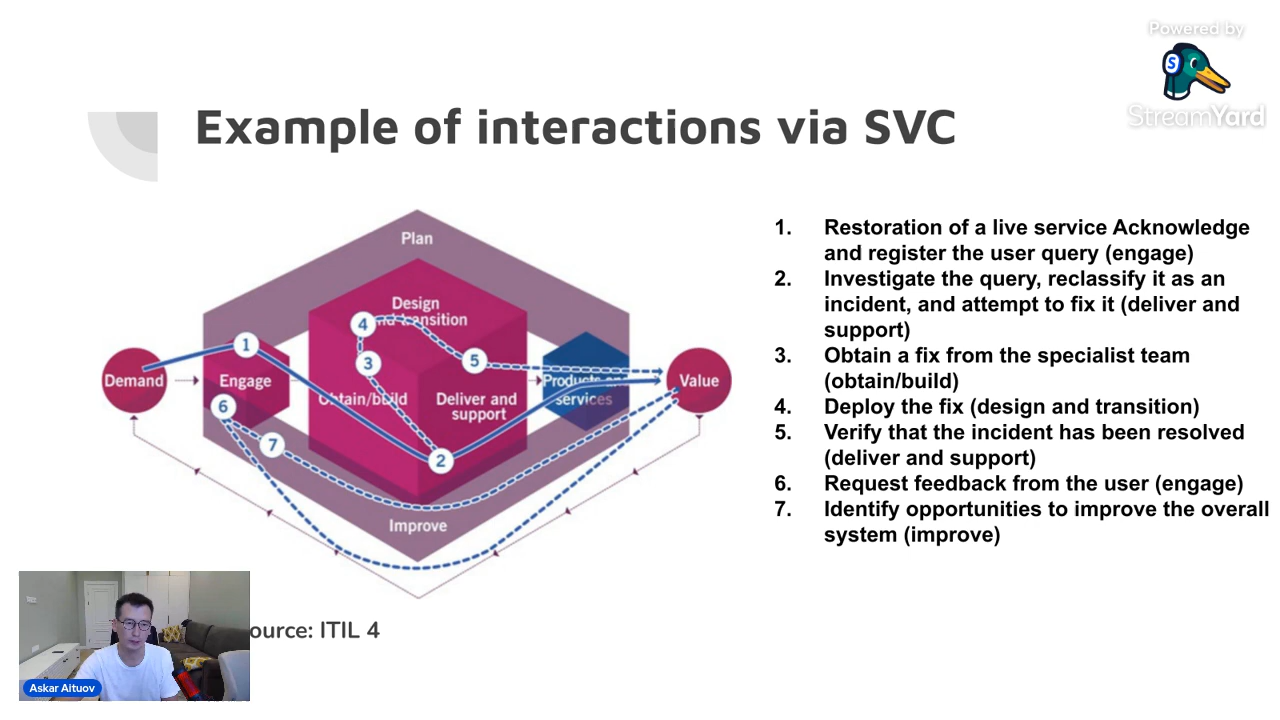 Powered by
StreamYard
Example of interactions via SVC
Plan
Design
and transition
4
1
3
5
Demand
Engage
Obtain/build
Deliver and
support
Products and
services
Value
6
7
2
Improve
1. Restoration of a live service Acknowledge
and register the user query (engage)
2. Investigate the query, reclassify it as an
incident, and attempt to fix it (deliver and
support)
3. Obtain a fix from the specialist team
(obtain/build)
4. Deploy the fix (design and transition)
5. Verify that the incident has been resolved
(deliver and support)
6. Request feedback from the user (engage)
7. Identify opportunities to improve the overall
system (improve)
ource: ITIL 4
Askar Aituov